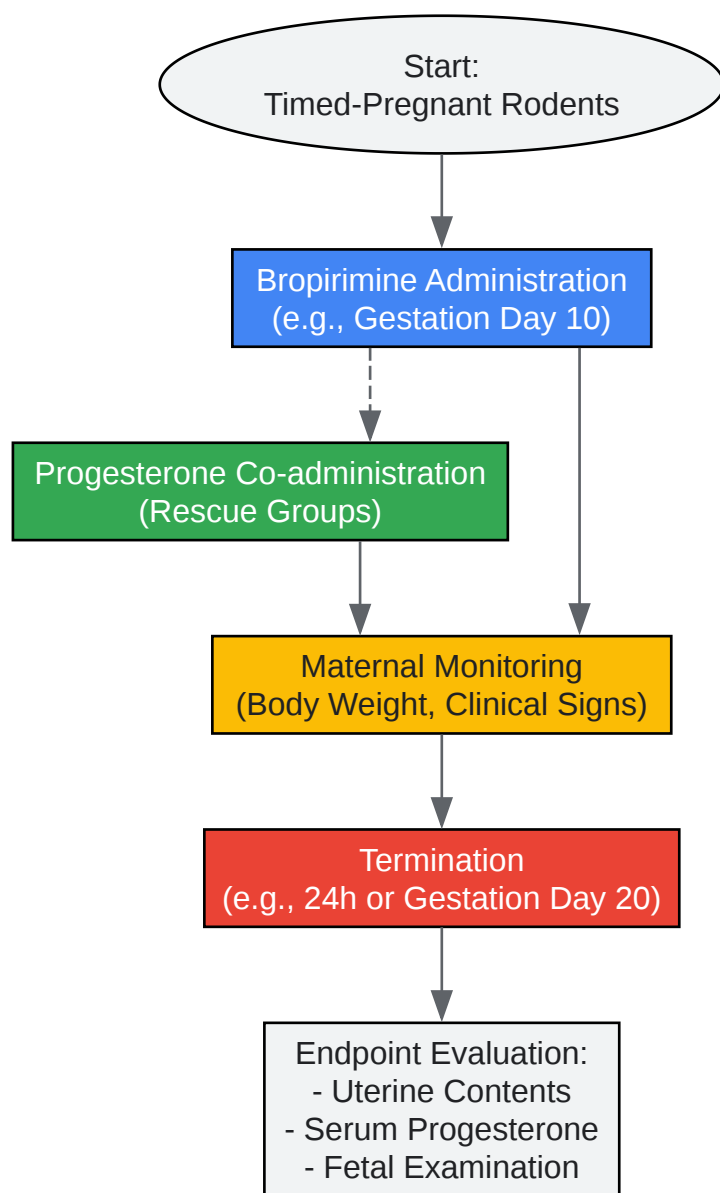 Start:
Timed-Pregnant Rodents
Bropirimine Administration
(e.g., Gestation Day 10)
Progesterone Co-administration
(Rescue Groups)
Maternal Monitoring
(Body Weight, Clinical Signs)
Termination
(e.g., 24h or Gestation Day 20)
Endpoint Evaluation:
- Uterine Contents
- Serum Progesterone
- Fetal Examination